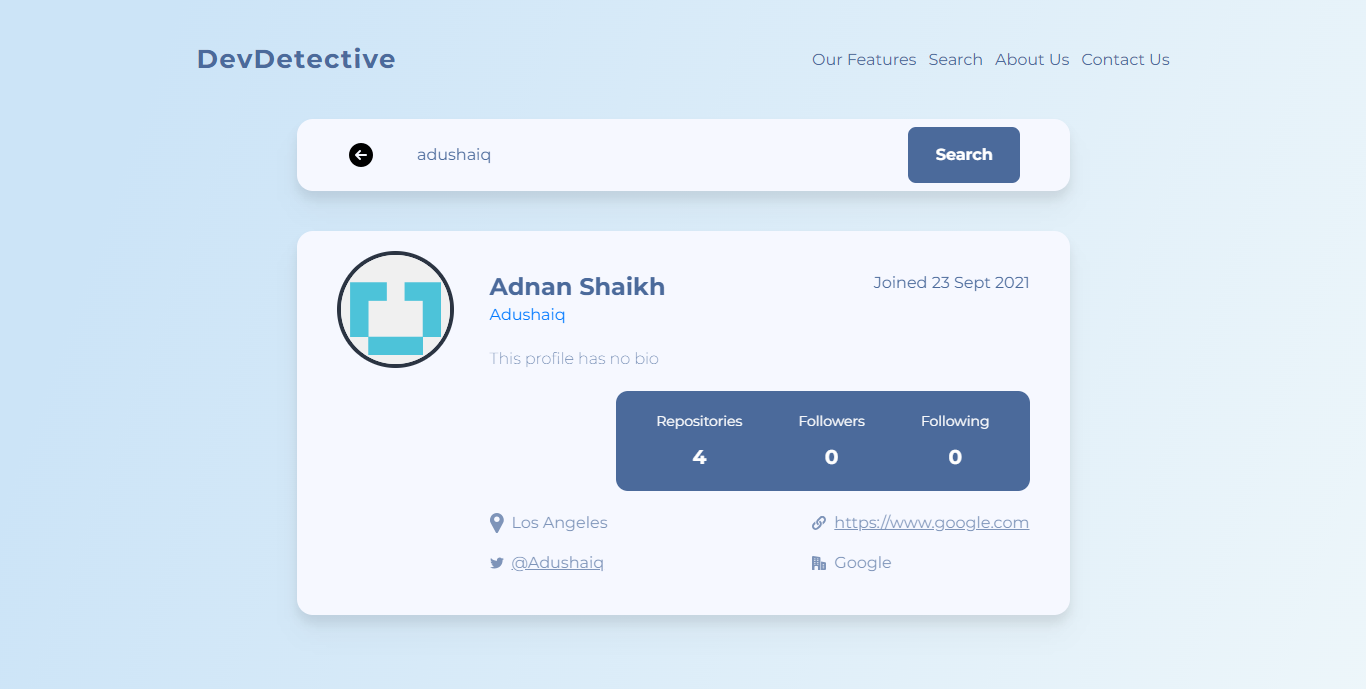 DevDetective
Our Features Search About Us Contact Us
adushaiq
Search
Adnan Shaikh
Joined 23 Sept 2021
Adushaiq
This profile has no bio
Repositories Followers Following
4 0 0
Los Angeles
https://www.google.com
@Adushaiq
Google